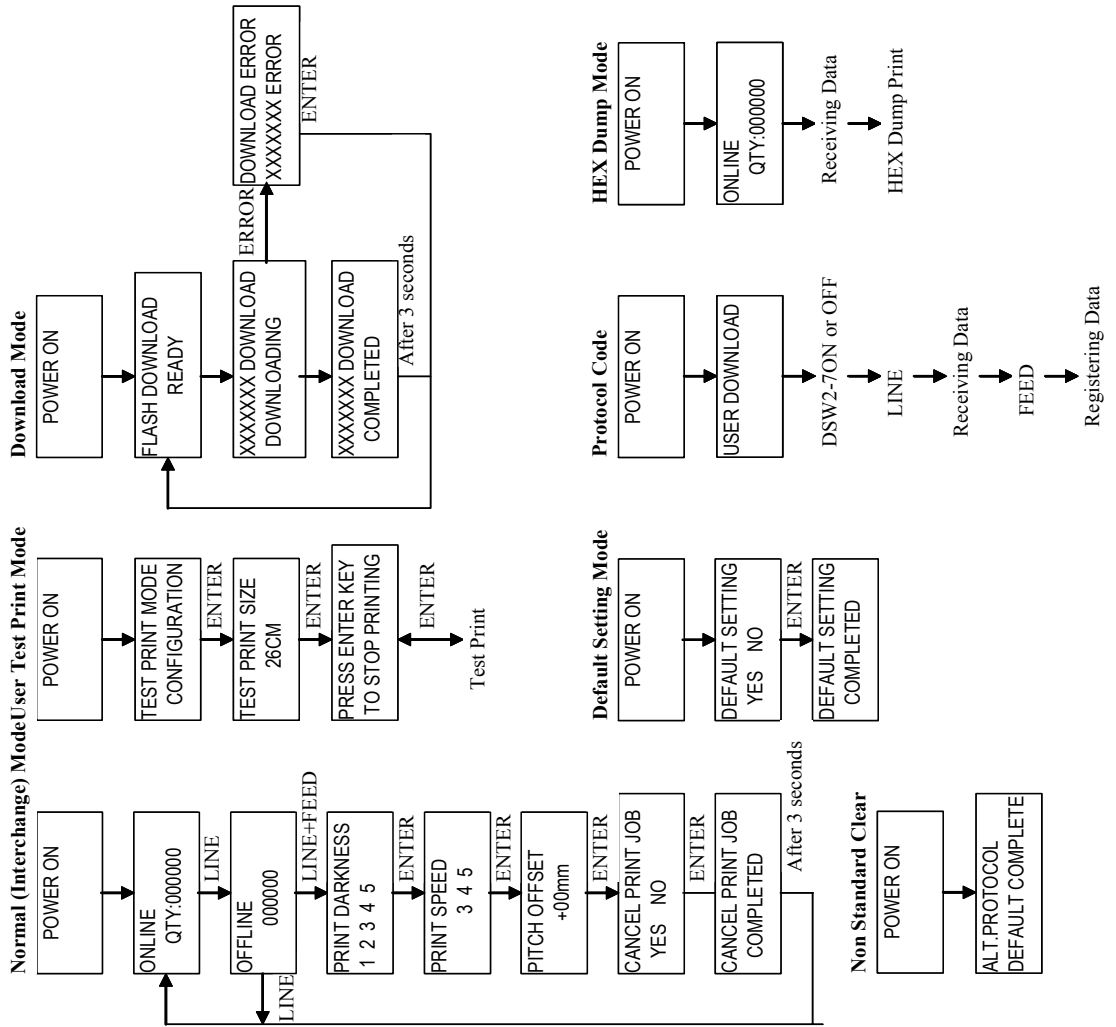 Normal (Interchange) Mode
POWER ON
ONLINE
QTY:000000
LINE
OFFLINE
000000
LINE
LINE+FEED
PRINT DARKNESS
1 2 3 4 5
ENTER
PRINT SPEED
3 4 5
ENTER
PITCH OFFSET
+00mm
ENTER
CANCEL PRINT JOB
YES NO
ENTER
CANCEL PRINT JOB
COMPLETED
After 3 seconds
User Test Print Mode
POWER ON
TEST PRINT MODE
CONFIGURATION
ENTER
TEST PRINT SIZE
26CM
ENTER
PRESS ENTER KEY
TO STOP PRINTING
ENTER
Test Print
Download Mode
POWER ON
FLASH DOWNLOAD
READY
XXXXXXX DOWNLOAD
DOWNLOADING
ERROR
DOWNLOAD ERROR
XXXXXXX ERROR
ENTER
XXXXXXX DOWNLOAD
COMPLETED
After 3 seconds
Non Standard Clear
POWER ON
ALT.PROTOCOL
DEFAULT COMPLETE
Default Setting Mode
POWER ON
DEFAULT SETTING
YES NO
ENTER
DEFAULT SETTING
COMPLETED
Protocol Code
POWER ON
USER DOWNLOAD
DSW2-7ON or OFF
LINE
Receiving Data
FEED
Registering Data
HEX Dump Mode
POWER ON
ONLINE
QTY:000000
Receiving Data
HEX Dump Print